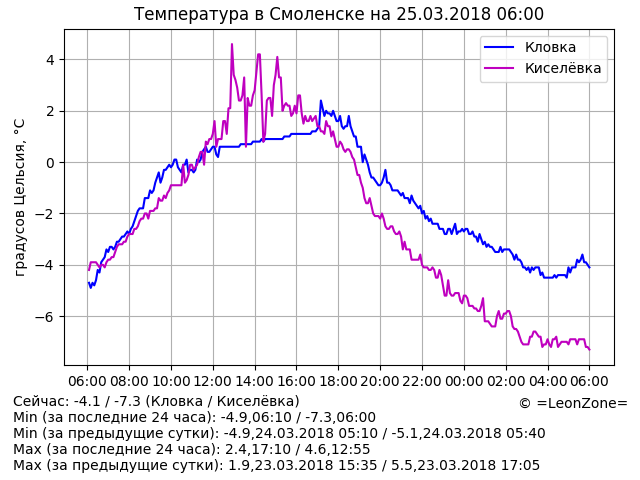 Температура в Смоленске на 25.03.2018 06:00
Кловка
Киселёвка
градусов Цельсия, °C
4
2
0
−2
−4
−6
06:00 08:00 10:00 12:00 14:00 16:00 18:00 20:00 22:00 00:00 02:00 04:00 06:00
Сейчас: -4.1 / -7.3 (Кловка / Киселёвка)
© =LeonZone=
Min (за последние 24 часа): -4.9,06:10 / -7.3,06:00
Min (за предыдущие сутки): -4.9,24.03.2018 05:10 / -5.1,24.03.2018 05:40
Max (за последние 24 часа): 2.4,17:10 / 4.6,12:55
Max (за предыдущие сутки): 1.9,23.03.2018 15:35 / 5.5,23.03.2018 17:05